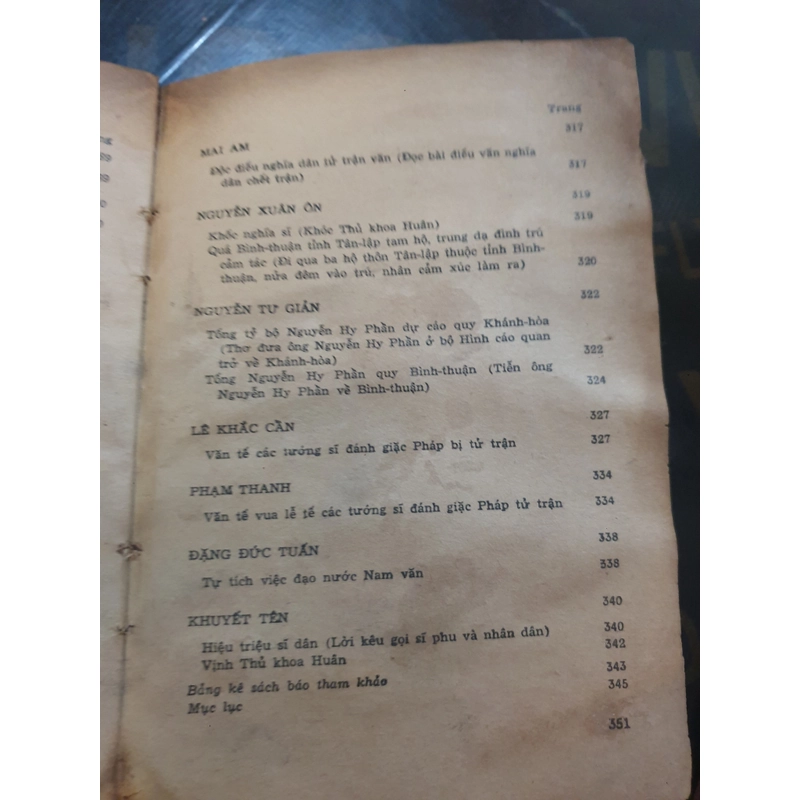 Trang
MAI AM 317
Độc điếu nghĩa dân tử trận văn (Đọc bài điếu văn nghĩa
dân chết trận) 317
NGUYỄN XUÂN ÔN 319
Khốc nghĩa sĩ (Khóc Thủ khoa Huân) 319
Quá Bình-thuận tỉnh Tân-lập tam hộ, trung dạ đình trú
cảm tác (Đi qua ba hộ thôn Tân-lập thuộc tỉnh Bình-
thuận, nửa đêm vào trú, nhân cảm xúc làm ra) 320
NGUYỄN TƯ GIẢN 322
Tống tỷ bộ Nguyễn Hy Phần dự cáo quy Khánh-hòa
(Thơ đưa ông Nguyễn Hy Phần ở bộ Hình cáo quan
trở về Khánh-hòa) 322
Tống Nguyễn Hy Phần quy Bình-thuận (Tiễn ông
Nguyễn Hy Phần về Bình-thuận) 324
LÊ KHẮC CẦN 327
Văn tế các tướng sĩ đánh giặc Pháp bị tử trận 327
PHẠM THANH 334
Văn tế vua lễ tế các tướng sĩ đánh giặc Pháp tử trận 334
ĐẶNG ĐỨC TUẤN 338
Tự tích việc đạo nước Nam văn 338
KHUYẾT TÊN 340
Hiệu triệu sĩ dân (Lời kêu gọi sĩ phu và nhân dân) 340
Vịnh Thủ khoa Huân 342
Bảng kê sách báo tham khảo 343
Mục lục 345
351